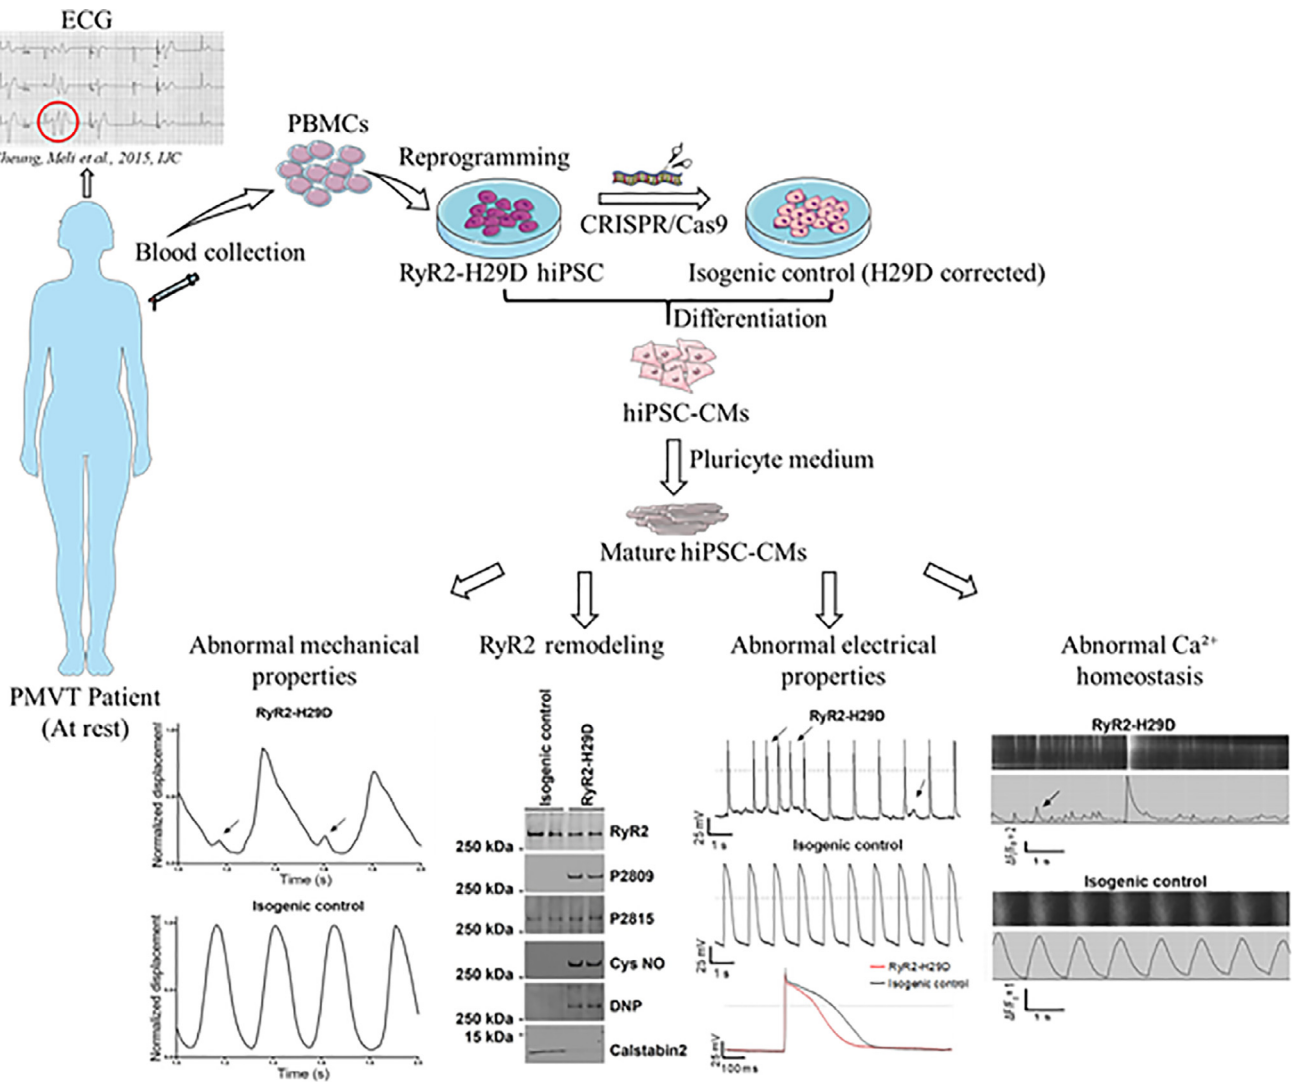 ECG
Meli et al., 2015, IJC
PBMCs
Reprogramming
CRISPR/Cas9
Blood collection
RyR2-H29D hiPSC
Isogenic control (H29D corrected)
Differentiation
hiPSC-CMs
Pluricyte medium
Mature hiPSC-CMs
PMVT Patient
(At rest)
Abnormal mechanical
properties
RyR2-H29D
Normalized displacement
Time (s)
Isogenic control
Normalized displacement
Time (s)
RyR2 remodeling
Isogenic control
RyR2-H29D
250 kDa
RyR2
250 kDa
P2809
250 kDa
P2815
250 kDa
Cys NO
250 kDa
DNP
15 kDa
Calstabin2
Abnormal electrical
properties
RyR2-H29D
25 mV
1 s
Isogenic control
25 mV
1 s
RyR2-H29D
Isogenic control
25 mV
100 ms
Abnormal Ca²⁺
homeostasis
RyR2-H29D
1 s
Isogenic control
1 s